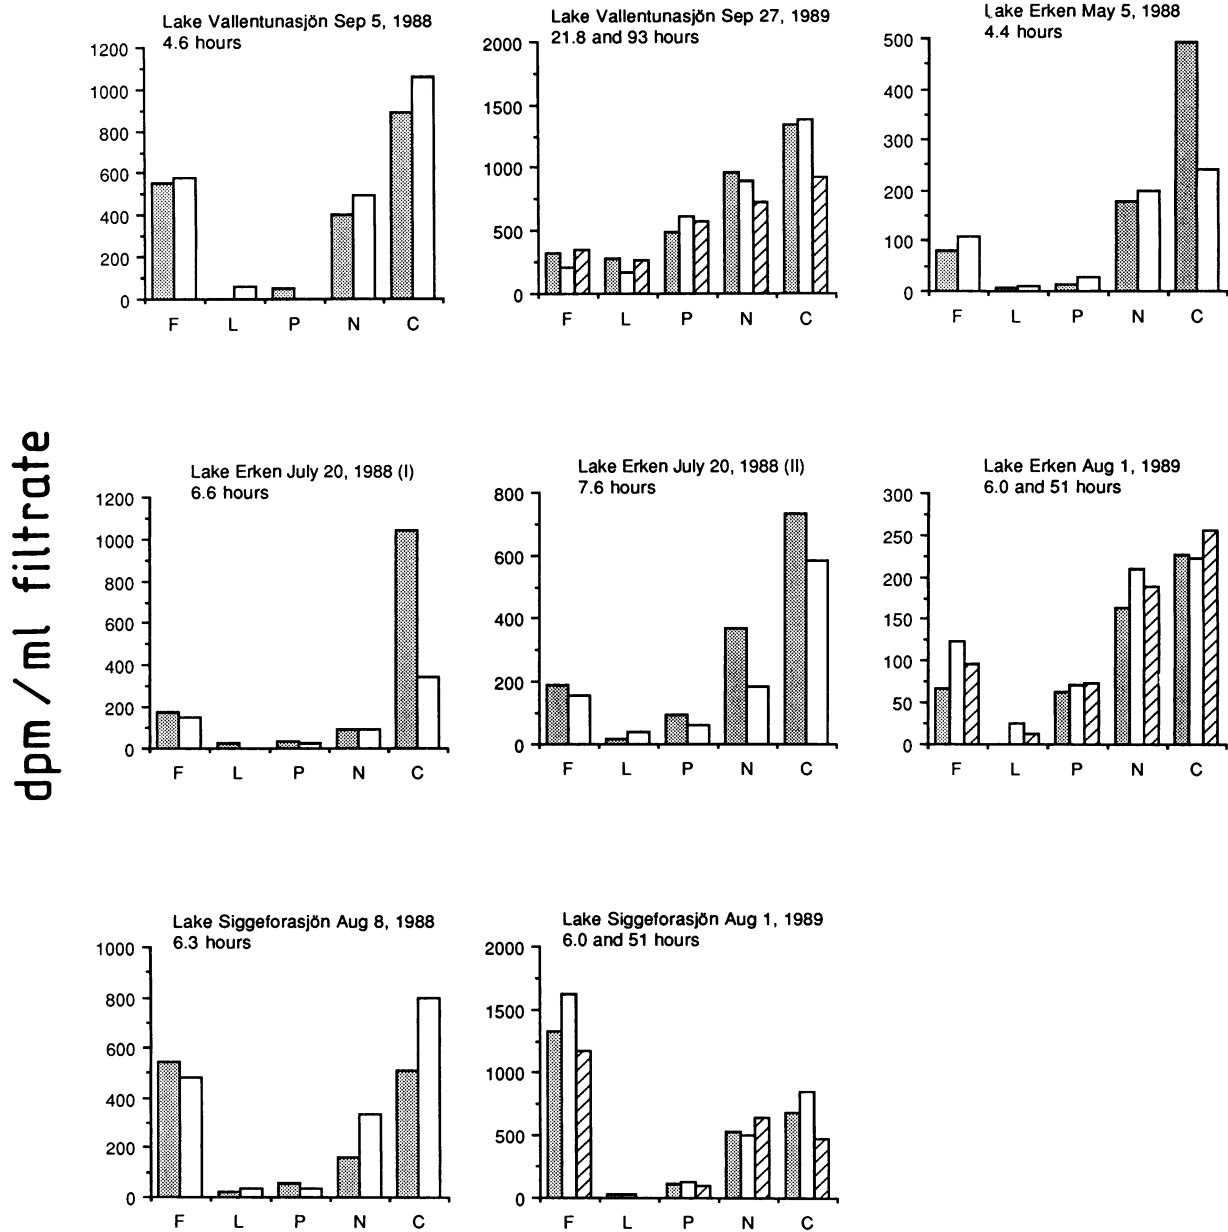 Lake Vallentunasjön Sep 5, 1988
4.6 hours
1200
1000
800
600
400
200
0
F L P N C
Lake Vallentunasjön Sep 27, 1989
21.8 and 93 hours
2000
1500
1000
500
0
F L P N C
Lake Erken May 5, 1988
4.4 hours
500
400
300
200
100
0
F L P N C
dpm/ml filtrate
Lake Erken July 20, 1988 (I)
6.6 hours
1200
1000
800
600
400
200
0
F L P N C
Lake Erken July 20, 1988 (II)
7.6 hours
800
600
400
200
0
F L P N C
Lake Erken Aug 1, 1989
6.0 and 51 hours
300
250
200
150
100
50
0
F L P N C
Lake Siggeforasjön Aug 8, 1988
6.3 hours
1000
800
600
400
200
0
F L P N C
Lake Siggeforasjön Aug 1, 1989
6.0 and 51 hours
2000
1500
1000
500
0
F L P N C